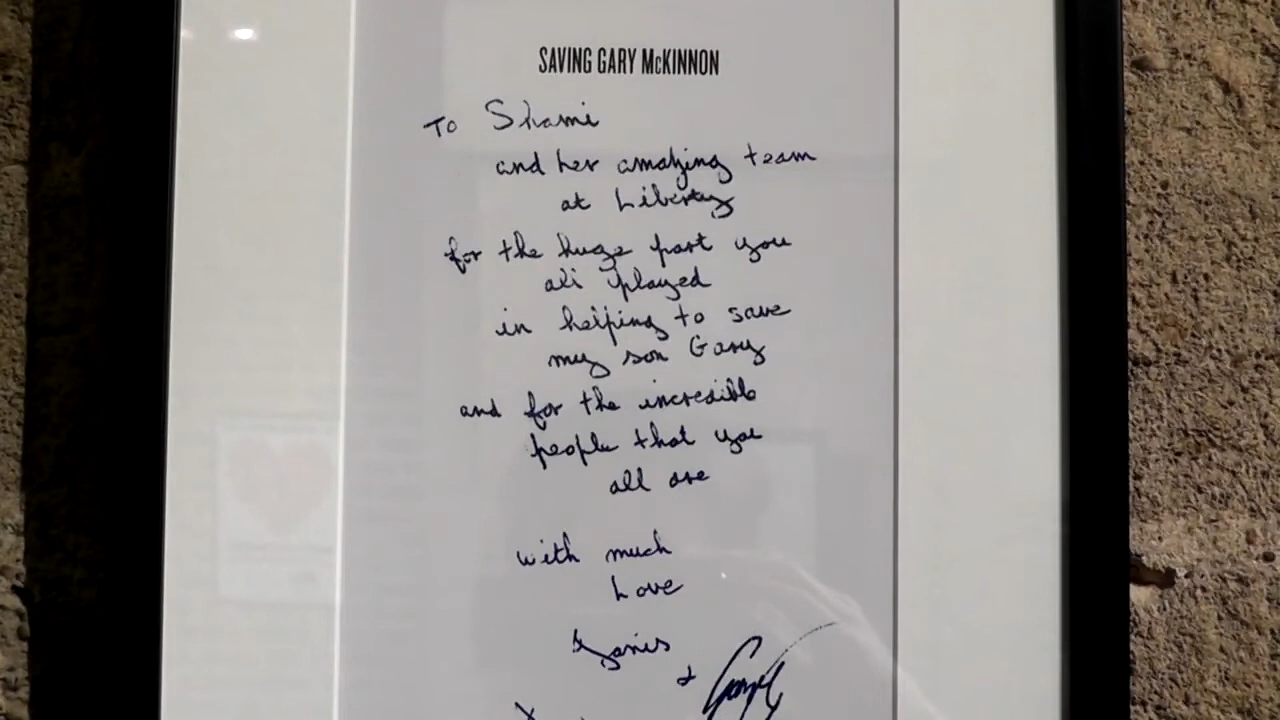 SAVING GARY McKINNON
To Shami
and her amazing team
at Liberty
for the huge part you
all played
in helping to save
my son Gary
and for the incredible
people that you
all are
with much
Love
Janis
& Gary
x